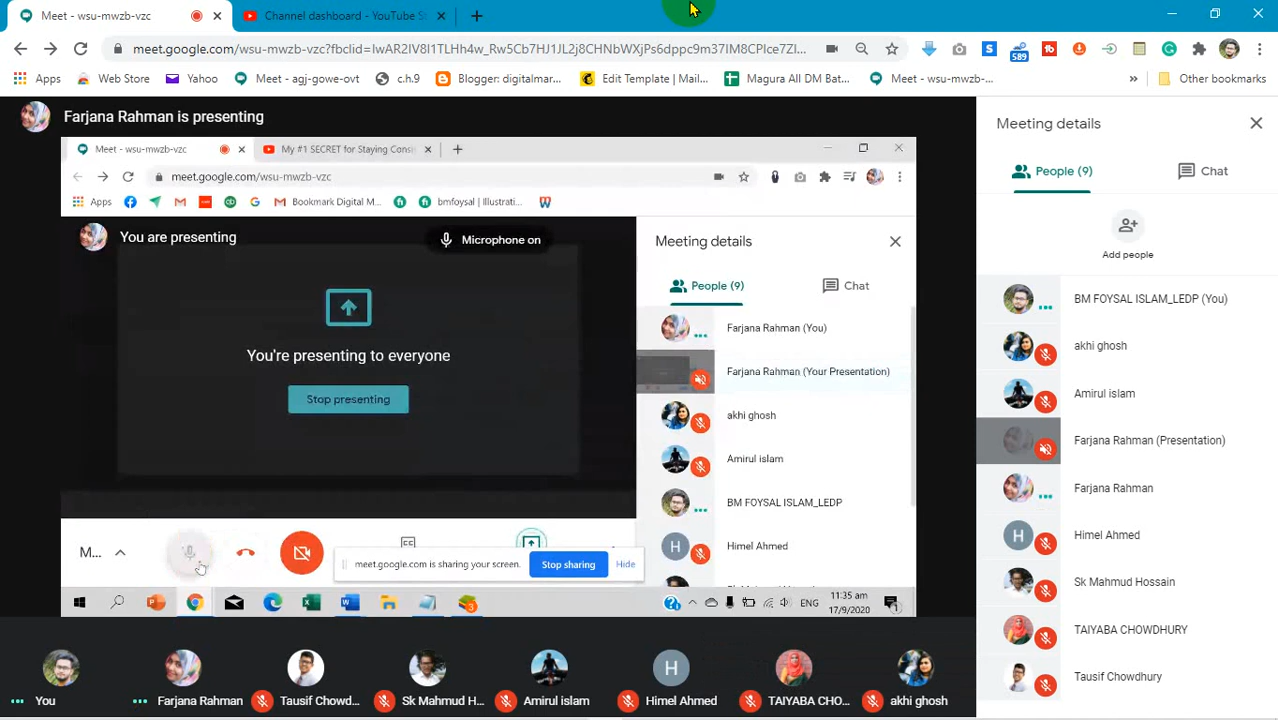 Meet - wsu-mwzb-vzc
Channel dashboard - YouTube St
meet.google.com/wsu-mwzb-vzc?fbclid=IwAR2IV8I1TLHh4w_Rw5Cb7HJ1JL2j8CHNbWXjPs6dppc9m37IM8CPIce7Z...
589
Apps
Web Store
Yahoo
Meet - agj-gowe-ovt
c.h.9
Blogger: digitalmar...
Edit Template | Mail...
Magura All DM Bat...
Meet - wsu-mwzb-v...
»
Other bookmarks
Farjana Rahman is presenting
Meet - wsu-mwzb-vzc
My #1 SECRET for Staying Cons
meet.google.com/wsu-mwzb-vzc
Apps
Bookmark Digital M...
bmfoysal | Illustrati...
You are presenting
Microphone on
You're presenting to everyone
Stop presenting
Meeting details
People (9)
Chat
Farjana Rahman (You)
Farjana Rahman (Your Presentation)
akhi ghosh
Amirul islam
BM FOYSAL ISLAM_LEDP
H
Himel Ahmed
M...
meet.google.com is sharing your screen.
Stop sharing
Hide
ENG
11:35 am
17/9/2020
Meeting details
People (9)
Chat
Add people
BM FOYSAL ISLAM_LEDP (You)
akhi ghosh
Amirul islam
Farjana Rahman (Presentation)
Farjana Rahman
H
Himel Ahmed
Sk Mahmud Hossain
TAIYABA CHOWDHURY
Tausif Chowdhury
H
You
Farjana Rahman
Tausif Chowd...
Sk Mahmud H...
Amirul islam
Himel Ahmed
TAIYABA CHO...
akhi ghosh